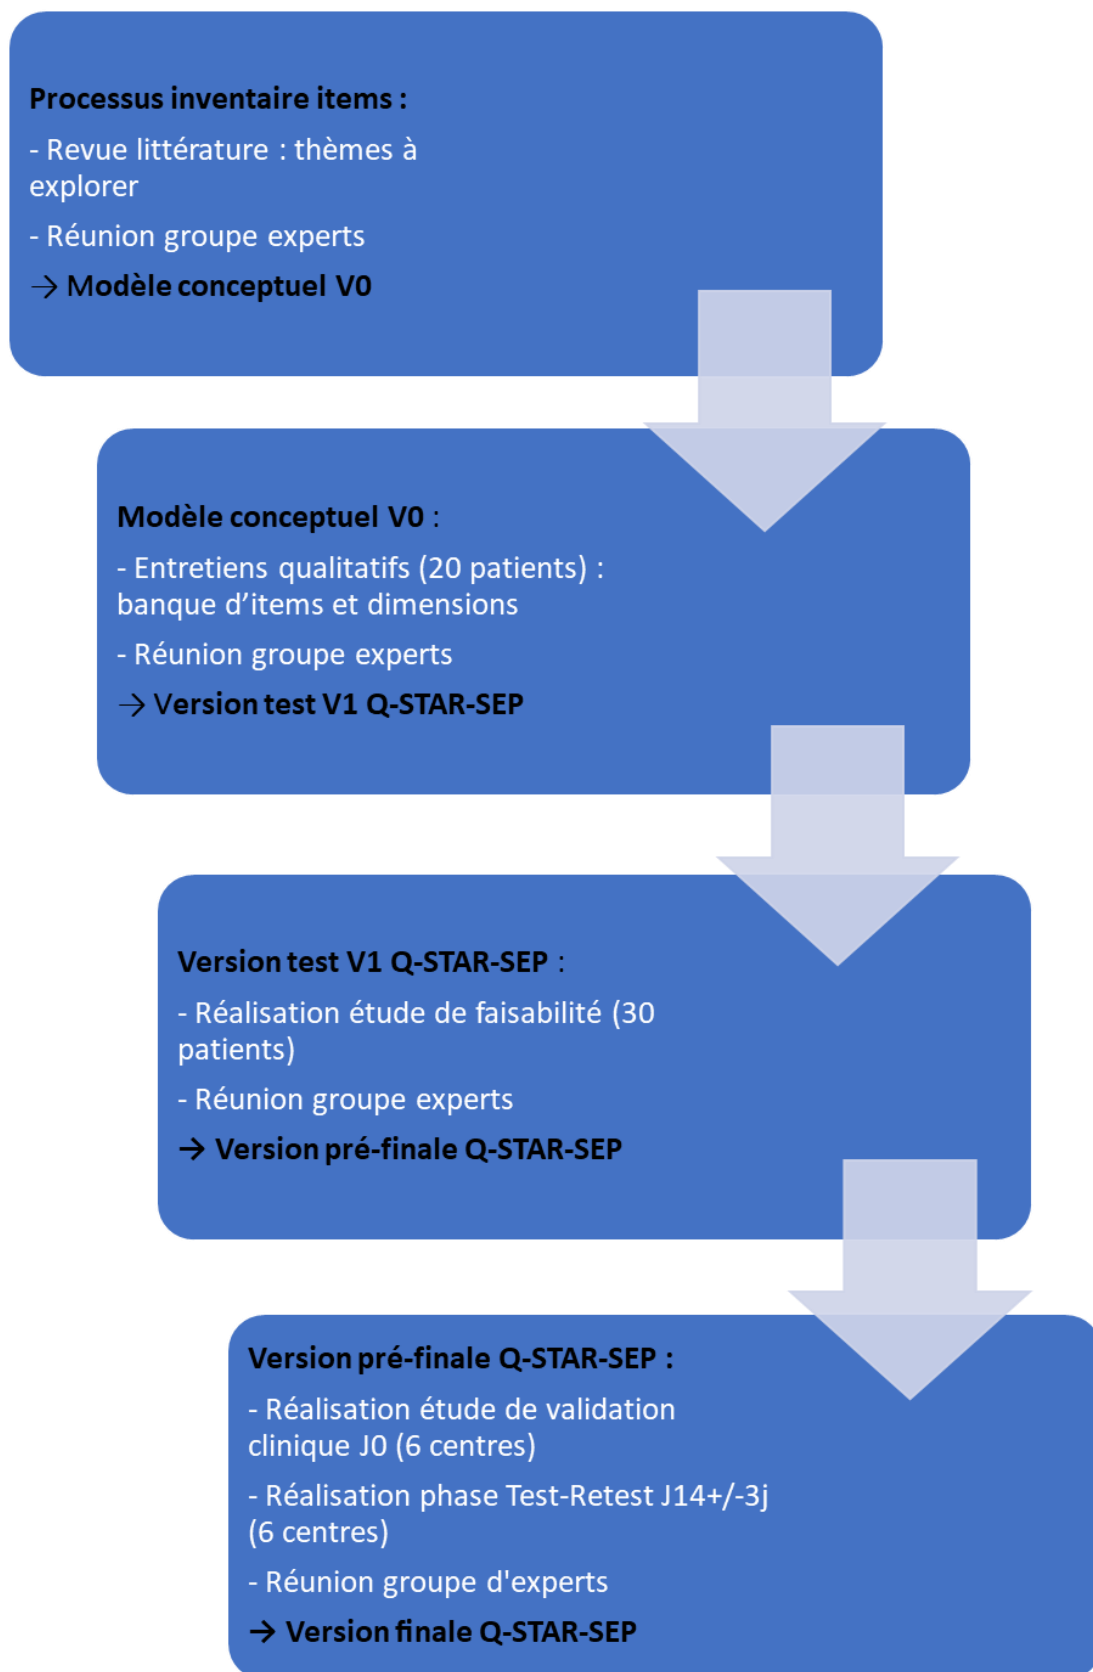 Processus inventaire items :
- Revue littérature : thèmes à
explorer
- Réunion groupe experts
→ Modèle conceptuel V0
Modèle conceptuel V0 :
- Entretiens qualitatifs (20 patients) :
banque d’items et dimensions
- Réunion groupe experts
→ Version test V1 Q-STAR-SEP
Version test V1 Q-STAR-SEP :
- Réalisation étude de faisabilité (30
patients)
- Réunion groupe experts
→ Version pré-finale Q-STAR-SEP
Version pré-finale Q-STAR-SEP :
- Réalisation étude de validation
clinique J0 (6 centres)
- Réalisation phase Test-Retest J14+/-3j
(6 centres)
- Réunion groupe d'experts
→ Version finale Q-STAR-SEP